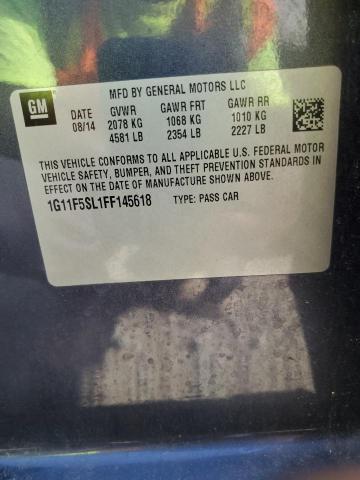 GM
MFD BY GENERAL MOTORS LLC
DATE GVWR GAWR FRT GAWR RR
08/14 2078 KG 1068 KG 1010 KG
4581 LB 2354 LB 2227 LB
THIS VEHICLE CONFORMS TO ALL APPLICABLE U.S. FEDERAL MOTOR
VEHICLE SAFETY, BUMPER, AND THEFT PREVENTION STANDARDS IN
EFFECT ON THE DATE OF MANUFACTURE SHOWN ABOVE.
1G11F5SL1FF145618 TYPE: PASS CAR